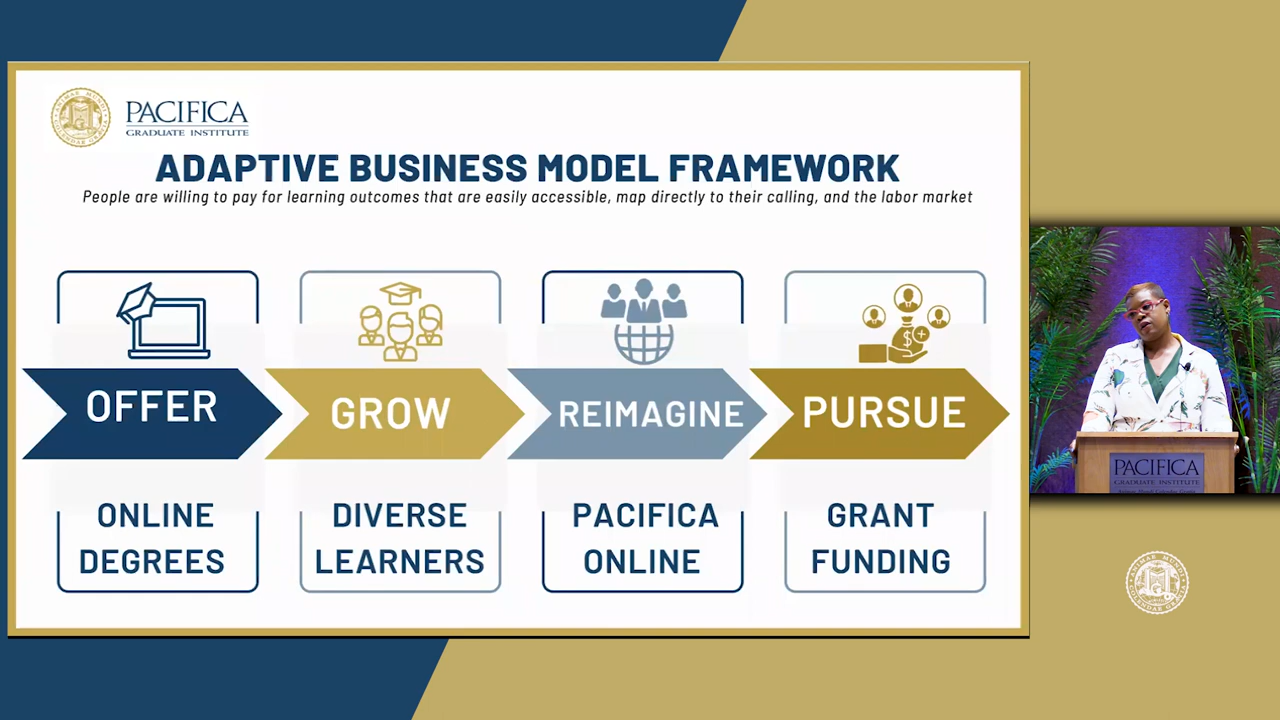 PACIFICA
GRADUATE INSTITUTE
ADAPTIVE BUSINESS MODEL FRAMEWORK
People are willing to pay for learning outcomes that are easily accessible, map directly to their calling, and the labor market
OFFER
GROW
REIMAGINE
PURSUE
ONLINE
DEGREES
DIVERSE
LEARNERS
PACIFICA
ONLINE
GRANT
FUNDING
PACIFICA
GRADUATE INSTITUTE